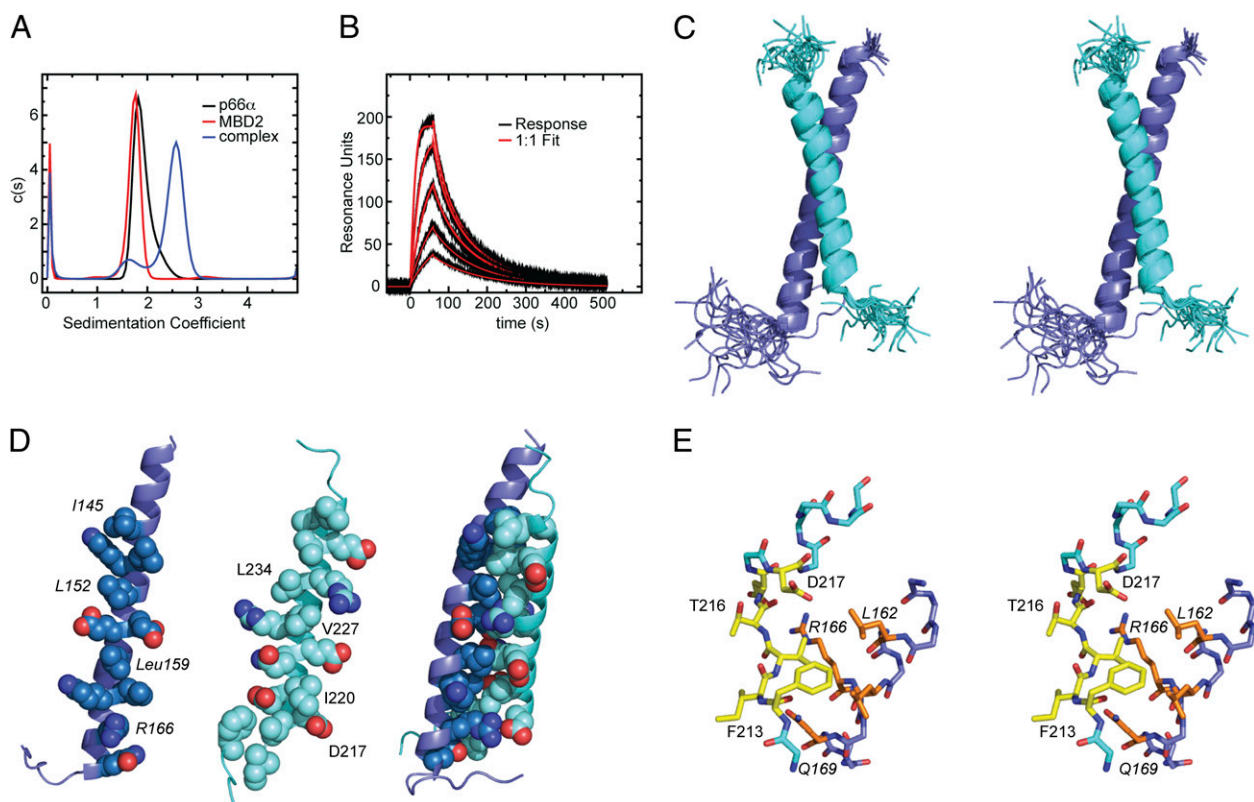 A
B
C
7
6
4
2
0
c(s)
p66α
MBD2
complex
0 1 2 3 4
Sedimentation Coefficient
200
150
100
50
0
Resonance Units
Response
1:1 Fit
0 100 200 300 400 500
time (s)
D
E
I145
L152
Leu159
R166
L234
V227
I220
D217
T216
D217
L162
R166
F213
Q169
T216
D217
L162
R166
F213
Q169